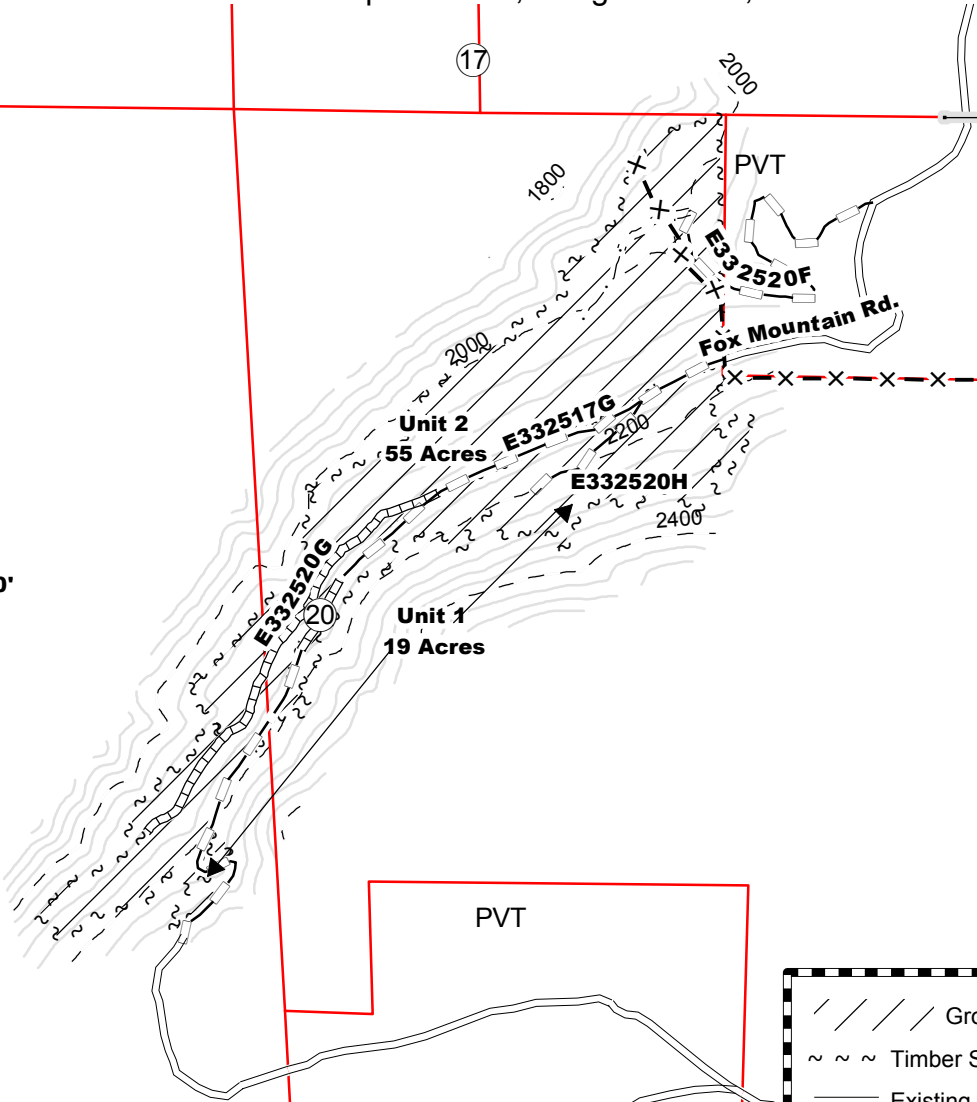 17
2000
PVT
1800
E332520F
Fox Mountain Rd.
2000
Unit 2
55 Acres
E332517G
2200
E332520H
2400
E332520G
20
Unit 1
19 Acres
PVT
Timber
Existing